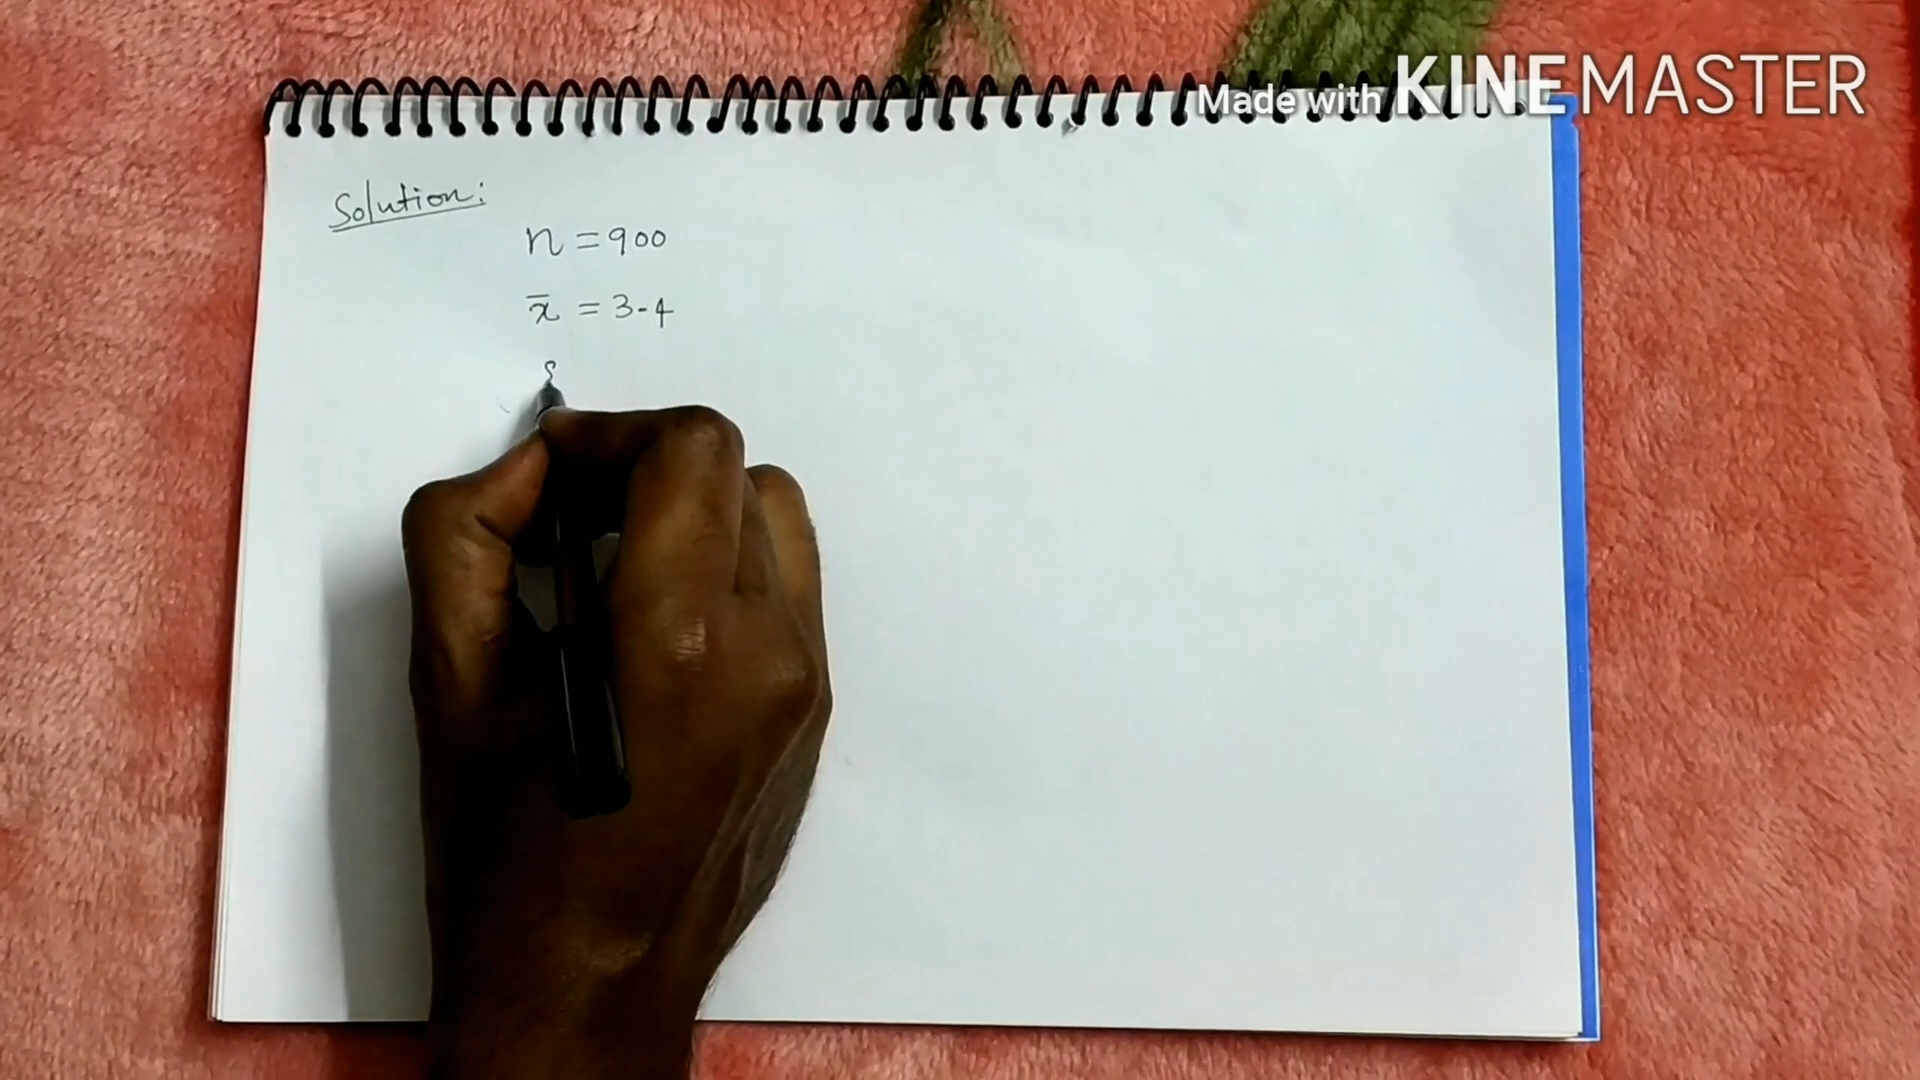 Made with KINEMASTER
Solution:
n = 900
x̄ = 3.4
s